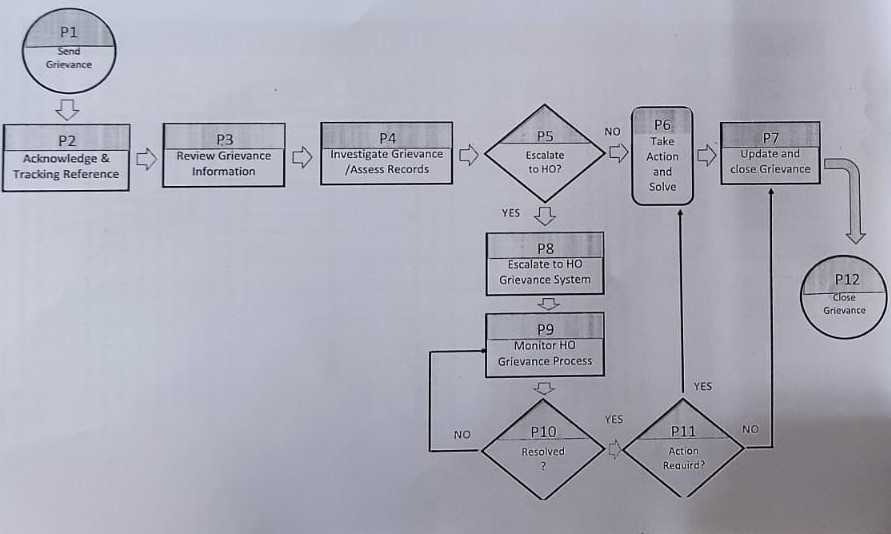 P1
Send
Grievance
P2
Acknowledge &
Tracking Reference
P3
Review Grievance
Information
P4
Investigate Grievance
/Assess Records
P5
Escalate
to HO?
NO
P6
Take
Action
and
Solve
P7
Update and
close Grievance
YES
P8
Escalate to HO
Grievance System
P12
Close
Grievance
P9
Monitor HO
Grievance Process
YES
NO
P10
Resolved
?
YES
P11
Action
Requird?
NO